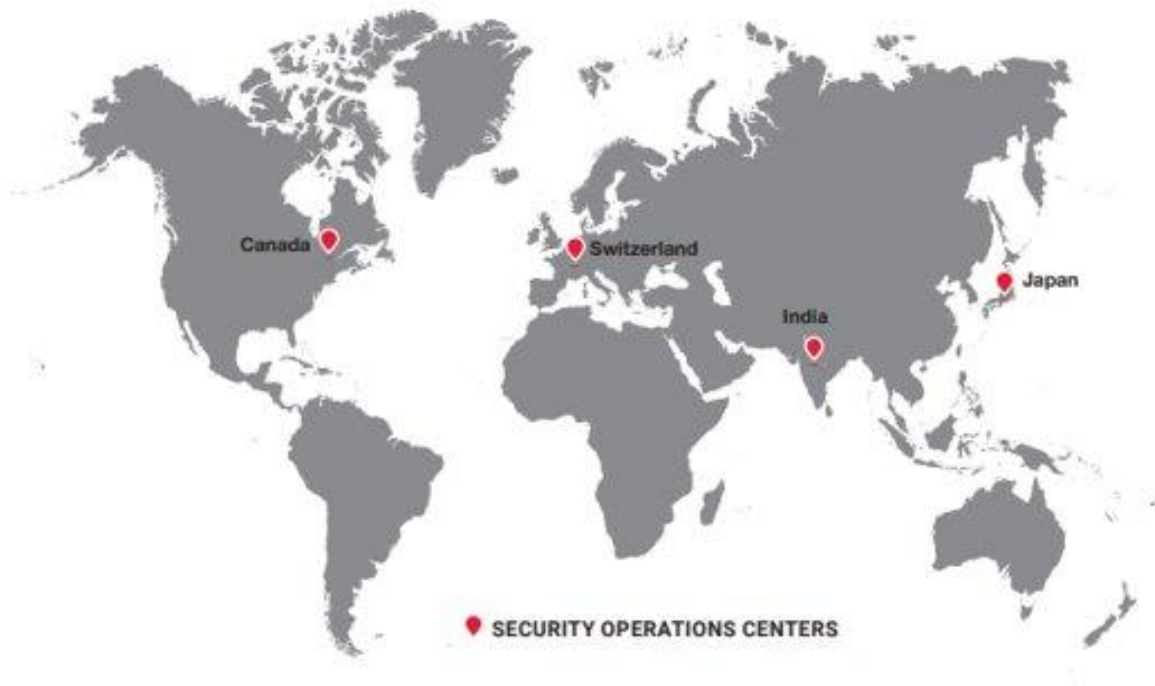 Canada
Switzerland
Japan
India
SECURITY OPERATIONS CENTERS